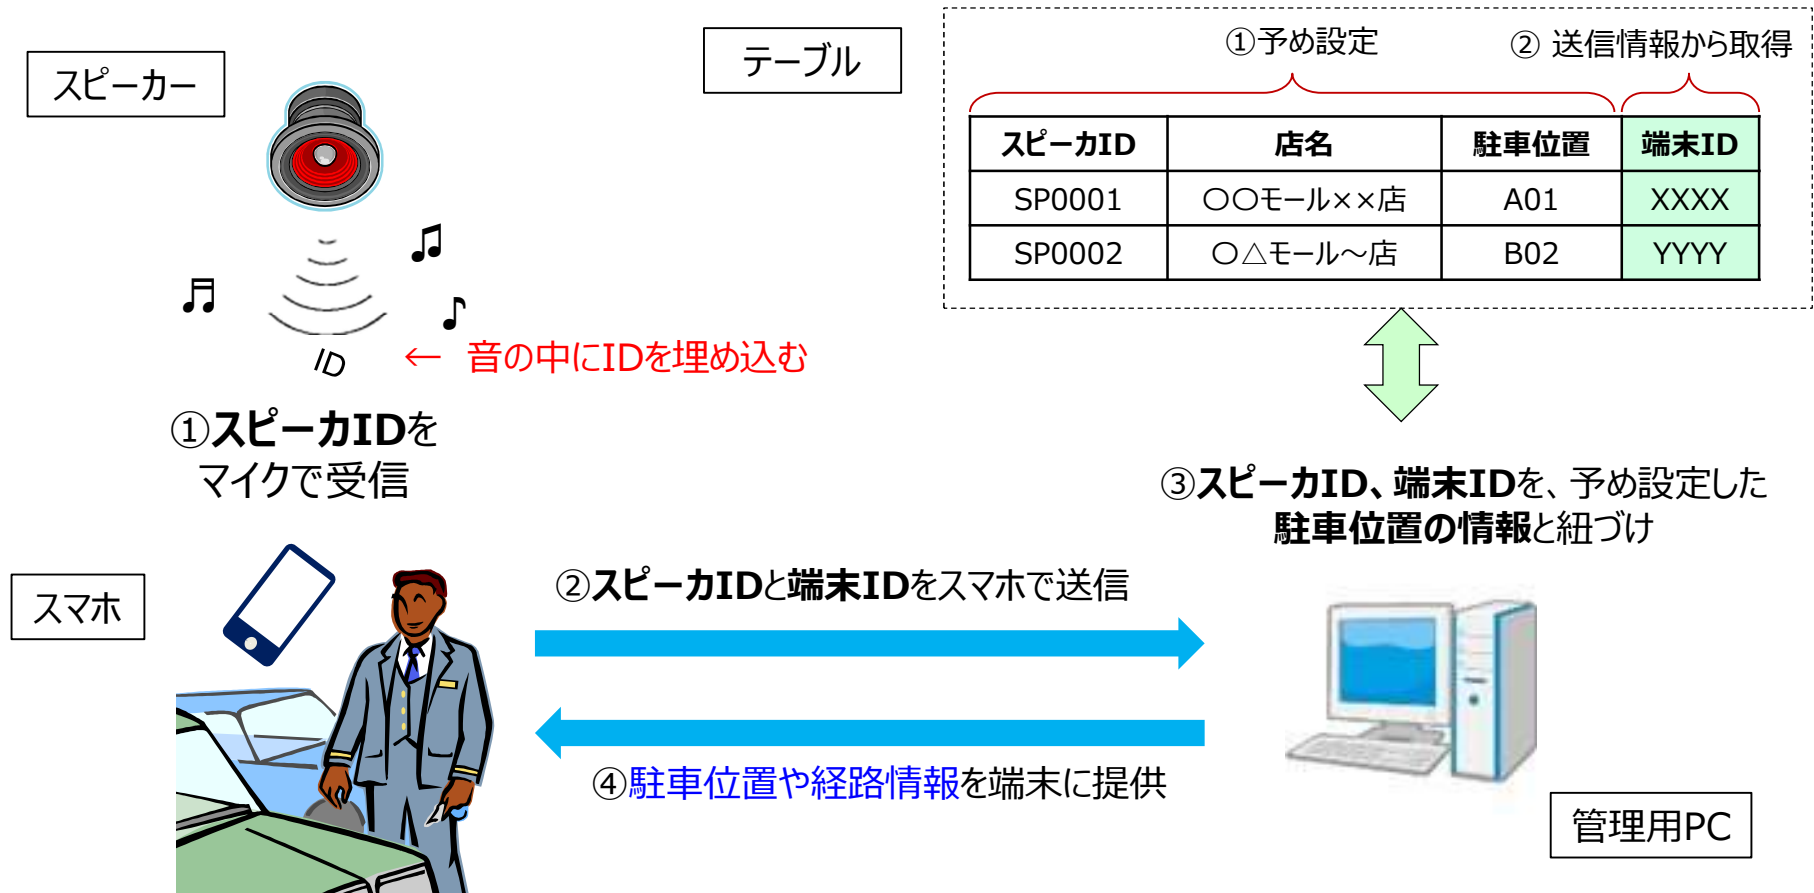 スピーカー
テーブル
①予め設定
② 送信情報から取得
スピーカID 店名 駐車位置 端末ID
SP0001 〇〇モール××店 A01 XXXX
SP0002 〇△モール～店 B02 YYYY
ID
← 音の中にIDを埋め込む
①スピーカIDを
マイクで受信
③スピーカID、端末IDを、予め設定した
駐車位置の情報と紐づけ
スマホ
②スピーカIDと端末IDをスマホで送信
④駐車位置や経路情報を端末に提供
管理用PC